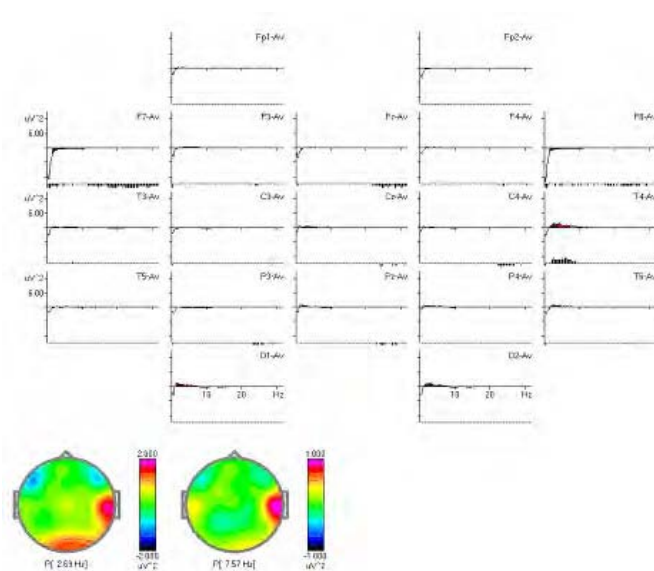 Fp1-Av Fp2-Av
uV^2 F7-Av F3-Av Fz-Av F4-Av F8-Av
6.00
uV^2 T3-Av C3-Av Cz-Av C4-Av T4-Av
6.00
uV^2 T5-Av P3-Av Pz-Av P4-Av T6-Av
6.00
O1-Av O2-Av
10 20 Hz 10 20 Hz
2.000 1.000
-2.000 -1.000
P[ 2.69 Hz] uV^2 P[ 7.57 Hz] uV^2